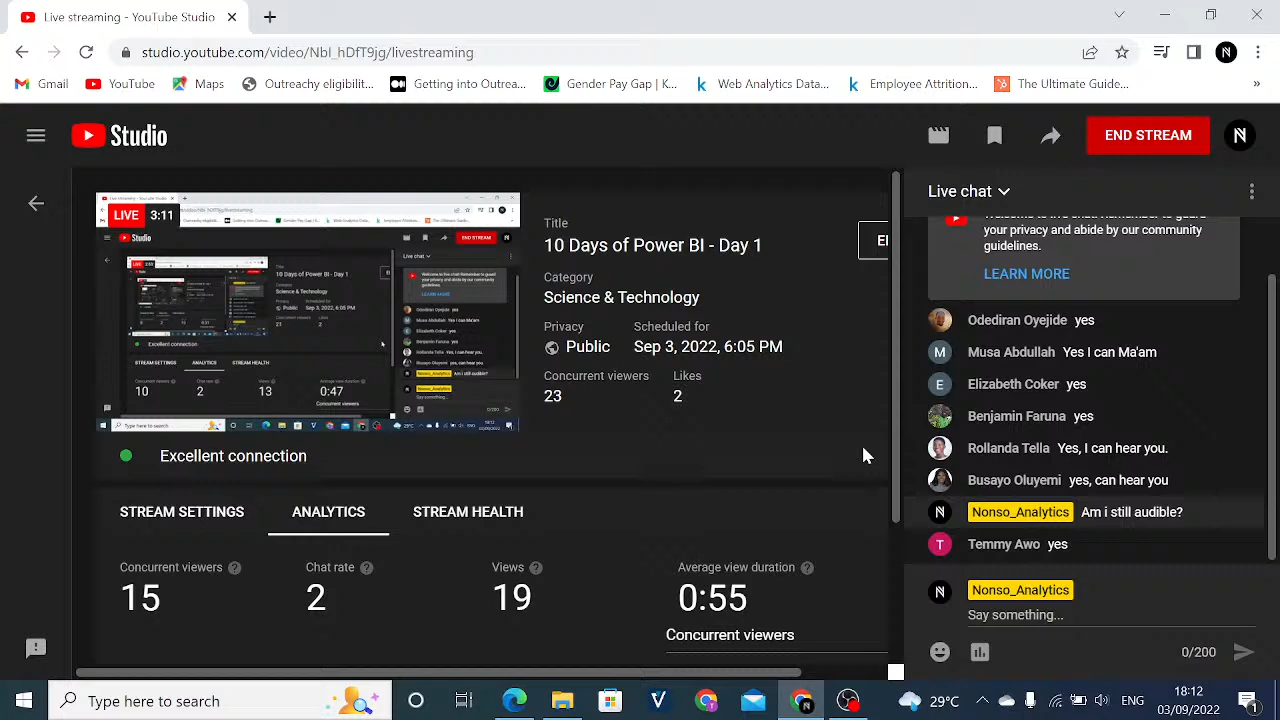 Live streaming - YouTube Studio
studio.youtube.com/video/NbI_hDfT9jg/livestreaming
Gmail
YouTube
Maps
Outreachy eligibilit...
Getting into Outrea...
Gender Pay Gap | K...
Web Analytics Data...
Employee Attrition...
The Ultimate Guide...
»
Studio
END STREAM
N
LIVE 3:11
Title
10 Days of Power BI - Day 1
Category
Science & Technology
Privacy
Scheduled for
Public
Sep 3, 2022, 6:05 PM
Concurrent viewers
Likes
23
2
Excellent connection
STREAM SETTINGS
ANALYTICS
STREAM HEALTH
Concurrent viewers
Chat rate
Views
Average view duration
15
2
19
0:55
Concurrent viewers
Live chat
your privacy and abide by our community
guidelines.
LEARN MORE
Odediran Oyejide yes
Musa Abdullah
Elizabeth Coker yes
Benjamin Faruna yes
Rollanda Tella Yes, I can hear you.
Busayo Oluyemi yes, can hear you
Nonso_Analytics Am i still audible?
Temmy Awo yes
Nonso_Analytics
Say something...
0/200
Type here to search
29°C
ENG
18:12
03/09/2022